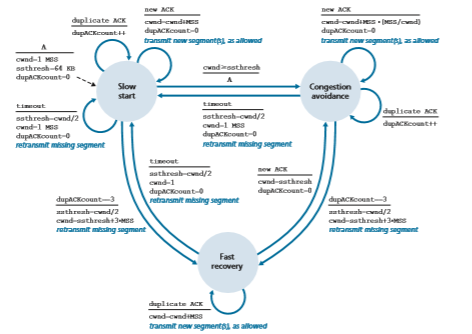 duplicate ACK
dupACKcount++
new ACK
cwnd=cwnd+MSS
dupACKcount=0
transmit new segment(s), as allowed
new ACK
cwnd=cwnd+MSS•(MSS/cwnd)
dupACKcount=0
transmit new segment(s), as allowed
Λ
cwnd=1 MSS
ssthresh=64 KB
dupACKcount=0
Slow
start
cwnd≥ssthresh
Λ
Congestion
avoidance
timeout
ssthresh=cwnd/2
cwnd=1 MSS
dupACKcount=0
retransmit missing segment
timeout
ssthresh=cwnd/2
cwnd=1 MSS
dupACKcount=0
retransmit missing segment
duplicate ACK
dupACKcount++
timeout
ssthresh=cwnd/2
cwnd=1
dupACKcount=0
retransmit missing segment
new ACK
cwnd=ssthresh
dupACKcount=0
dupACKcount==3
ssthresh=cwnd/2
cwnd=ssthresh+3•MSS
retransmit missing segment
dupACKcount==3
ssthresh=cwnd/2
cwnd=ssthresh+3•MSS
retransmit missing segment
Fast
recovery
duplicate ACK
cwnd=cwnd+MSS
transmit new segment(s), as allowed